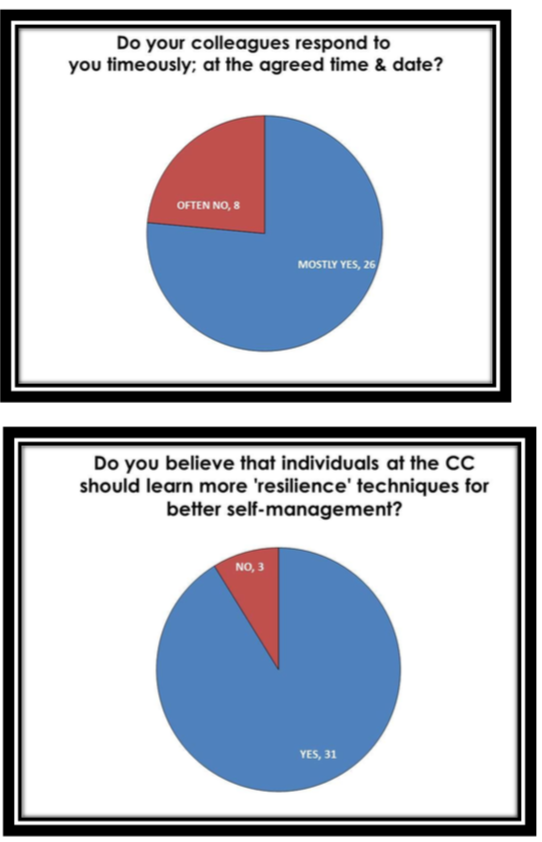 Do your colleagues respond to
you timeously; at the agreed time & date?
OFTEN NO, 8
MOSTLY YES, 26
Do you believe that individuals at the CC
should learn more 'resilience' techniques for
better self-management?
NO, 3
YES, 31